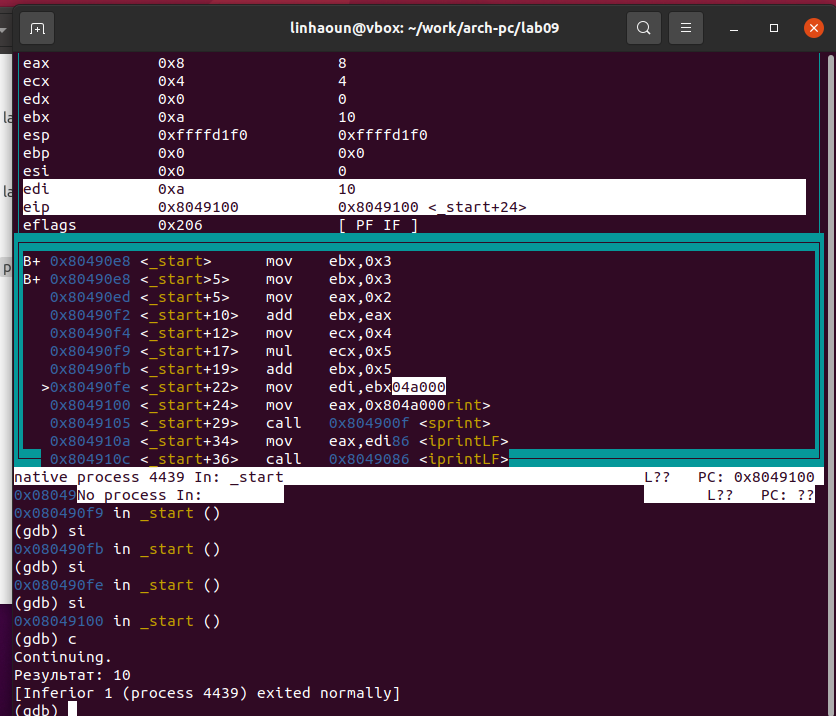 linhaoun@vbox: ~/work/arch-pc/lab09
eax 0x8 8
ecx 0x4 4
edx 0x0 0
ebx 0xa 10
esp 0xffffd1f0 0xffffd1f0
ebp 0x0 0x0
esi 0x0 0
edi 0xa 10
eip 0x8049100 0x8049100 <_start+24>
eflags 0x206 [ PF IF ]
B+ 0x80490e8 <_start> mov ebx,0x3
B+ 0x80490e8 <_start>5> mov ebx,0x3
0x80490ed <_start+5> mov eax,0x2
0x80490f2 <_start+10> add ebx,eax
0x80490f4 <_start+12> mov ecx,0x4
0x80490f9 <_start+17> mul ecx,0x5
0x80490fb <_start+19> add ebx,0x5
>0x80490fe <_start+22> mov edi,ebx04a000
0x8049100 <_start+24> mov eax,0x804a000rint>
0x8049105 <_start+29> call 0x804900f <sprint>
0x804910a <_start+34> mov eax,edi86 <iprintLF>
0x804910c <_start+36> call 0x8049086 <iprintLF>
native process 4439 In: _start L?? PC: 0x8049100
0x08049No process In: L?? PC: ??
0x080490f9 in _start ()
(gdb) si
0x080490fb in _start ()
(gdb) si
0x080490fe in _start ()
(gdb) si
0x08049100 in _start ()
(gdb) c
Continuing.
Результат: 10
[Inferior 1 (process 4439) exited normally]
(gdb)